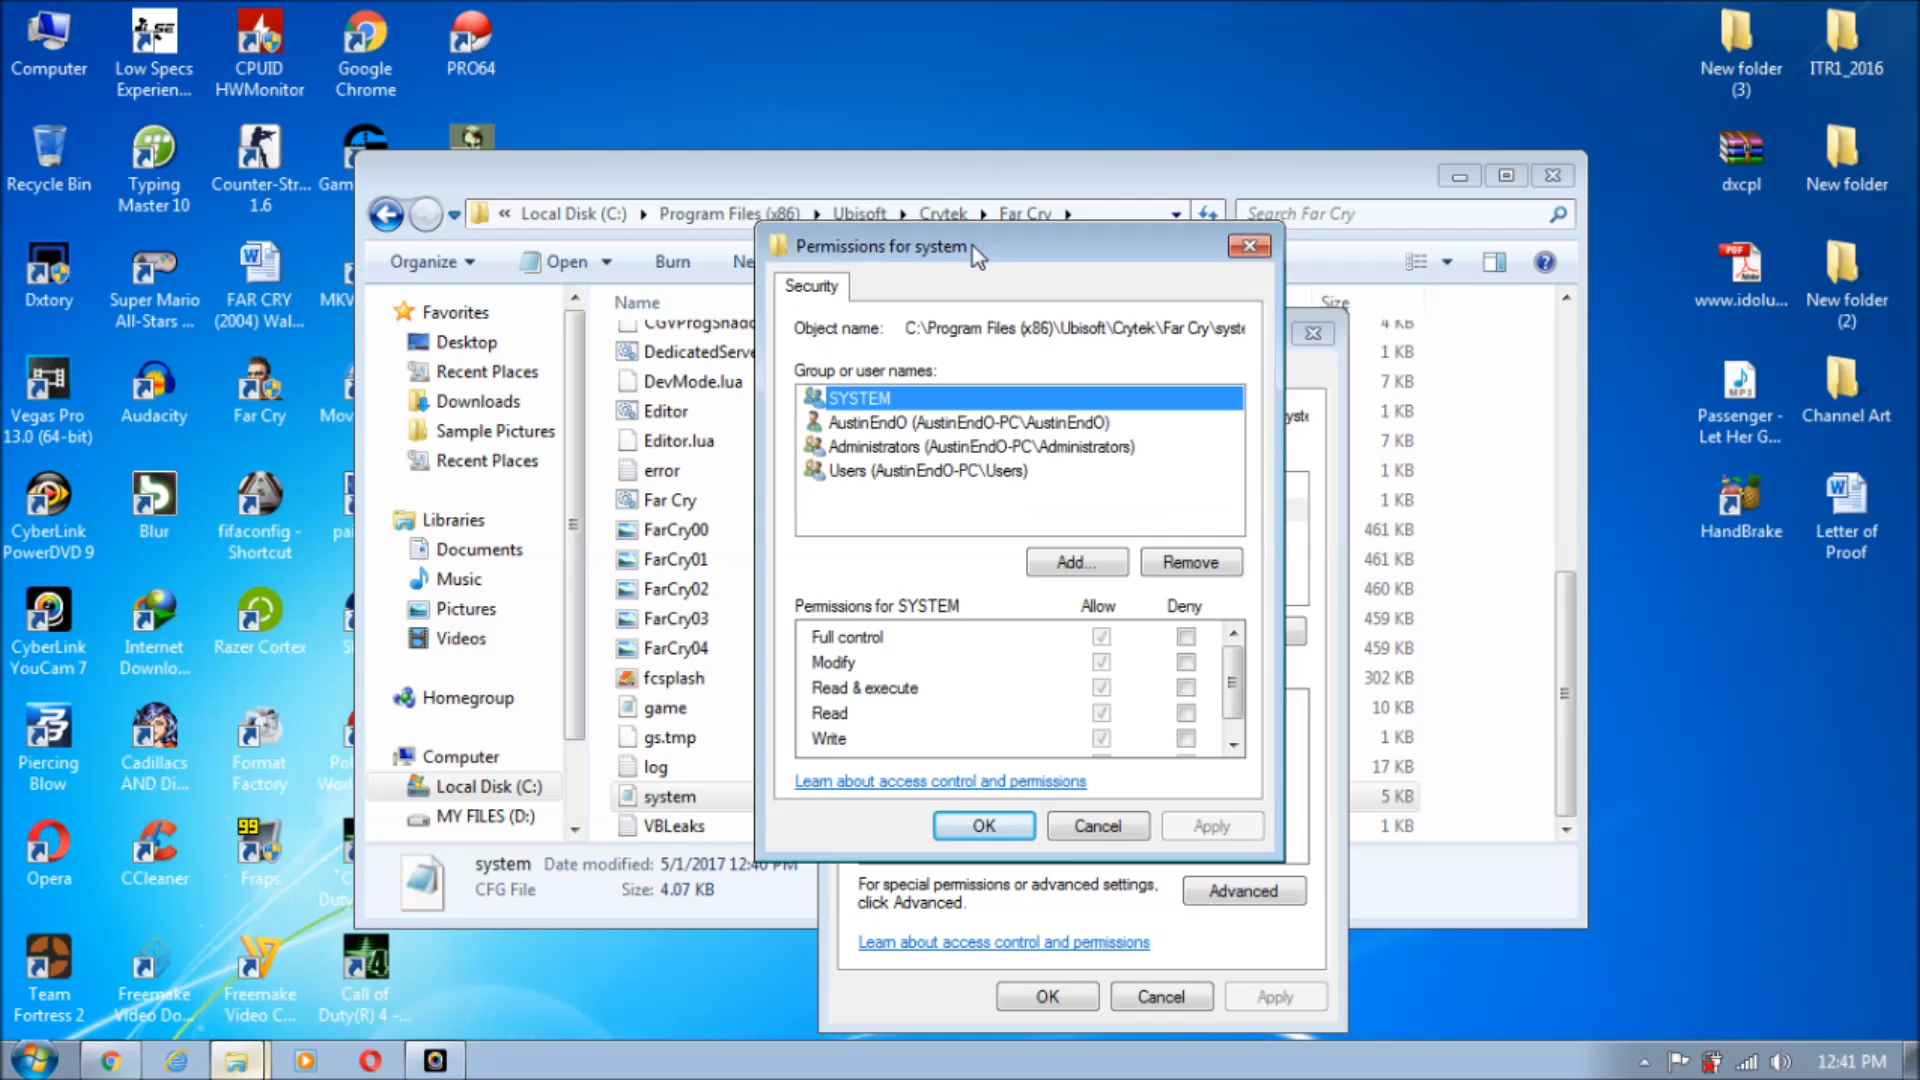 Computer
Low Specs
Experien...
CPUID
HWMonitor
Google
Chrome
PRO64
New folder
(3)
ITR1_2016
Recycle Bin
Typing
Master 10
Counter-Str...
1.6
Gam
dxcpl
New folder
Dxtory
Super Mario
All-Stars ...
FAR CRY
(2004) Wal...
MKV
www.idolu...
New folder
(2)
Vegas Pro
13.0 (64-bit)
Audacity
Far Cry
Mov
Passenger -
Let Her G...
Channel Art
CyberLink
PowerDVD 9
Blur
fifaconfig -
Shortcut
pai
HandBrake
Letter of
Proof
CyberLink
YouCam 7
Internet
Downlo...
Razer Cortex
Piercing
Blow
Cadillacs
AND Di...
Format
Factory
Opera
CCleaner
Fraps
Team
Fortress 2
Freemake
Video Do...
Freemake
Video C...
Call of
Duty(R) 4 -...
« Local Disk (C:) Program Files (x86) Ubisoft Crytek Far Cry
Search Far Cry
Organize
Open
Burn
Ne
Favorites
Desktop
Recent Places
Downloads
Sample Pictures
Recent Places
Libraries
Documents
Music
Pictures
Videos
Homegroup
Computer
Local Disk (C:)
MY FILES (D:)
Name
Size
CGVProgShado
4 KB
DedicatedServe
1 KB
DevMode.lua
7 KB
Editor
1 KB
Editor.lua
7 KB
error
1 KB
Far Cry
1 KB
FarCry00
461 KB
FarCry01
461 KB
FarCry02
460 KB
FarCry03
459 KB
FarCry04
459 KB
fcsplash
302 KB
game
10 KB
gs.tmp
1 KB
log
17 KB
system
5 KB
VBLeaks
1 KB
system Date modified: 5/1/2017 12:40 PM
CFG File Size: 4.07 KB
Permissions for system
Security
Object name: C:\Program Files (x86)\Ubisoft\Crytek\Far Cry\syste
Group or user names:
SYSTEM
AustinEndO (AustinEndO-PC\AustinEndO)
Administrators (AustinEndO-PC\Administrators)
Users (AustinEndO-PC\Users)
Add...
Remove
Permissions for SYSTEM Allow Deny
Full control
Modify
Read & execute
Read
Write
Learn about access control and permissions
OK
Cancel
Apply
For special permissions or advanced settings,
click Advanced.
Advanced
Learn about access control and permissions
OK
Cancel
Apply
12:41 PM